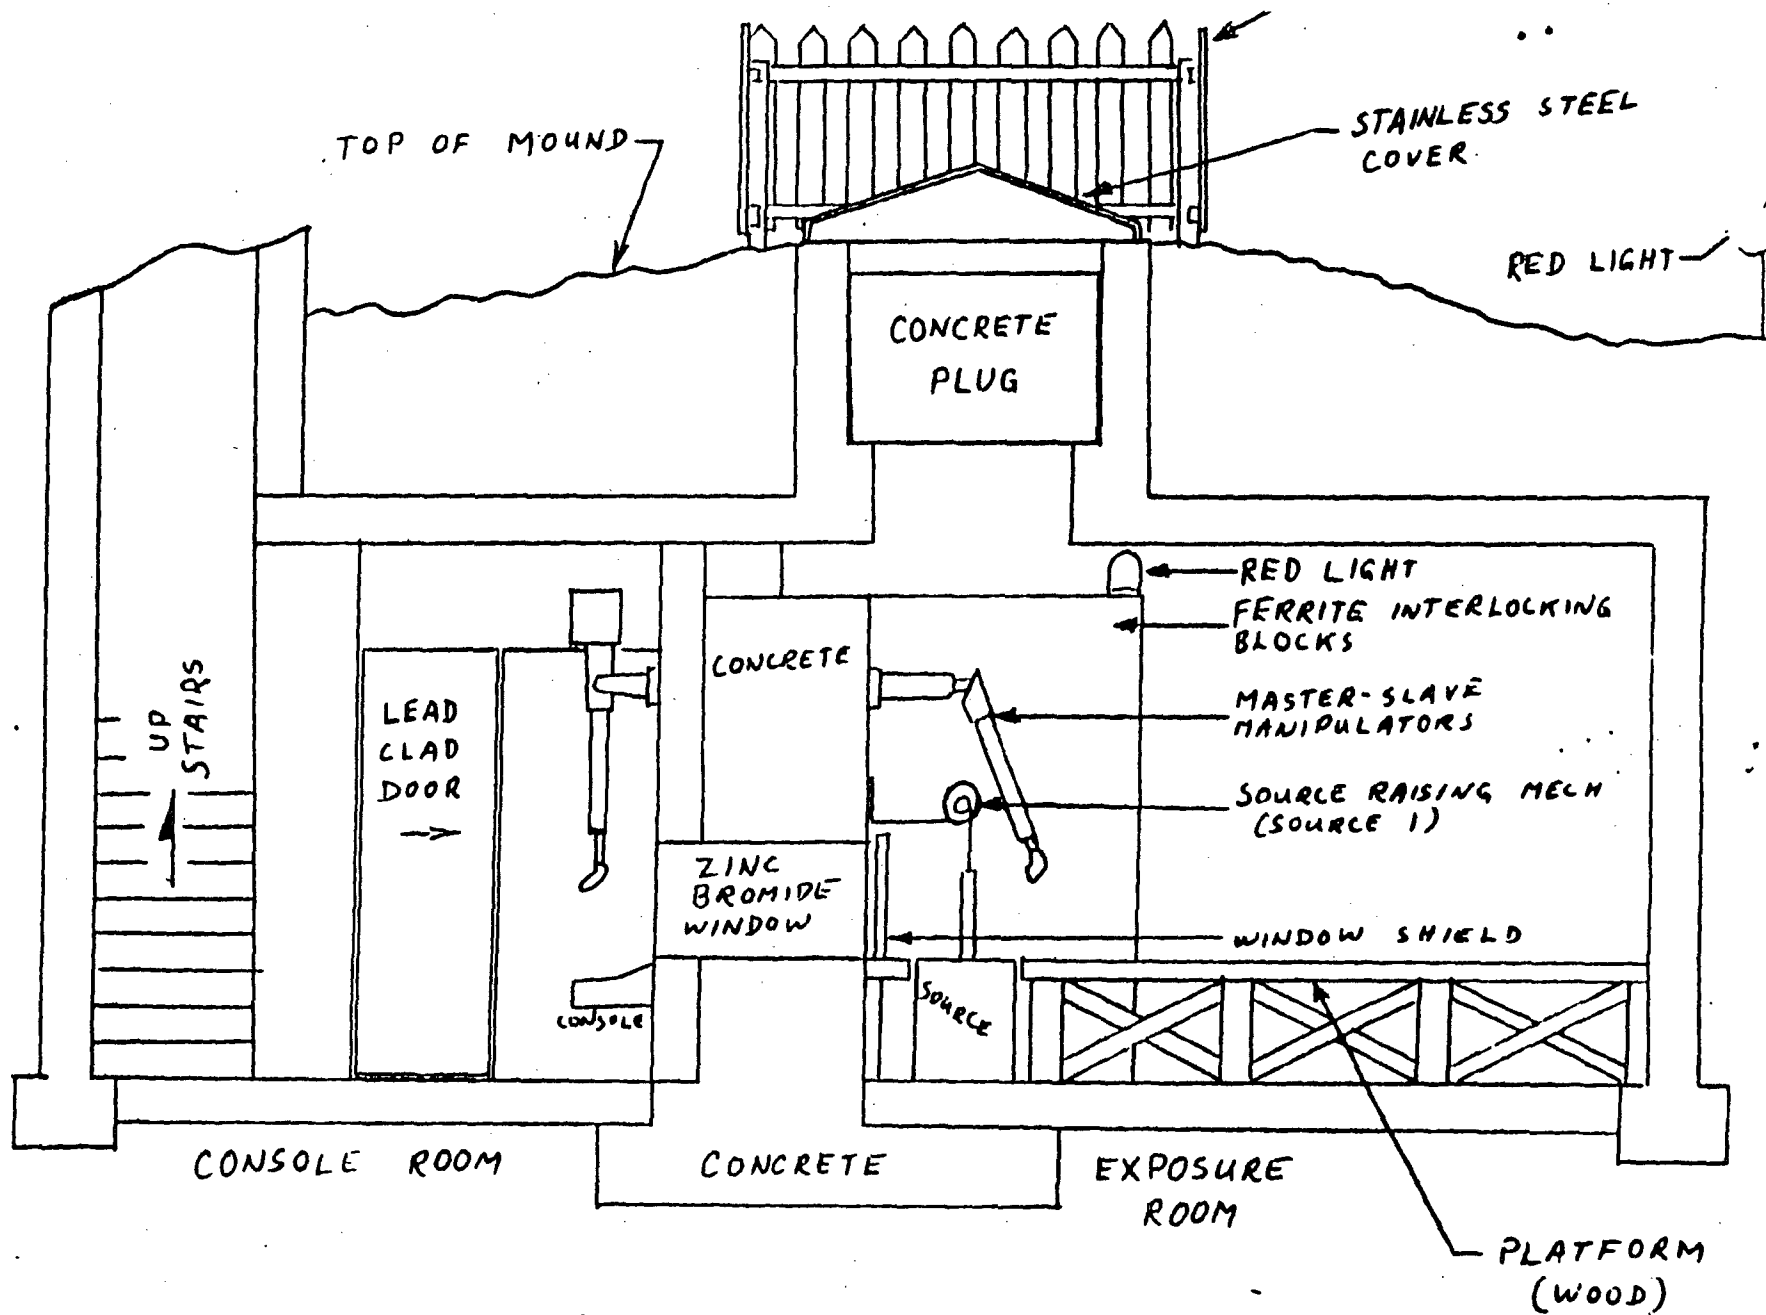 TOP OF MOUND
STAINLESS STEEL
COVER
RED LIGHT
CONCRETE
PLUG
RED LIGHT
FERRITE INTERLOCKING
BLOCKS
CONCRETE
MASTER-SLAVE
MANIPULATORS
UP
STAIRS
LEAD
CLAD
DOOR
SOURCE RAISING MECH
(SOURCE 1)
ZINC
BROMIDE
WINDOW
WINDOW SHIELD
SOURCE
CONSOLE
CONSOLE ROOM
CONCRETE
EXPOSURE
ROOM
PLATFORM
(WOOD)